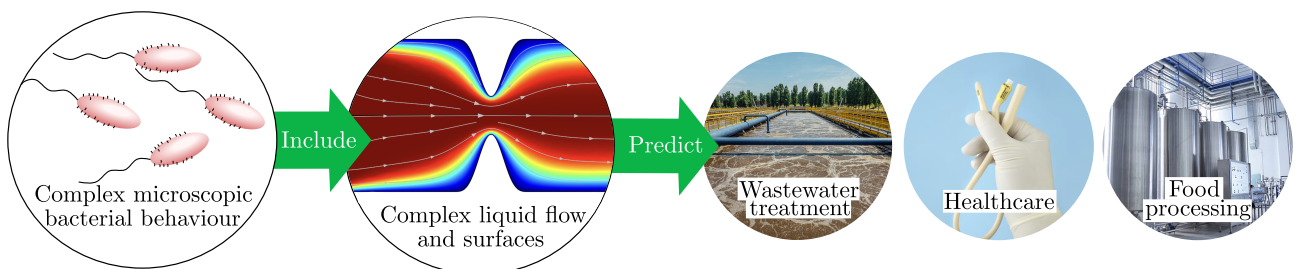 Complex microscopic
bacterial behaviour
Include
Complex liquid flow
and surfaces
Predict
Wastewater
treatment
Healthcare
Food
processing